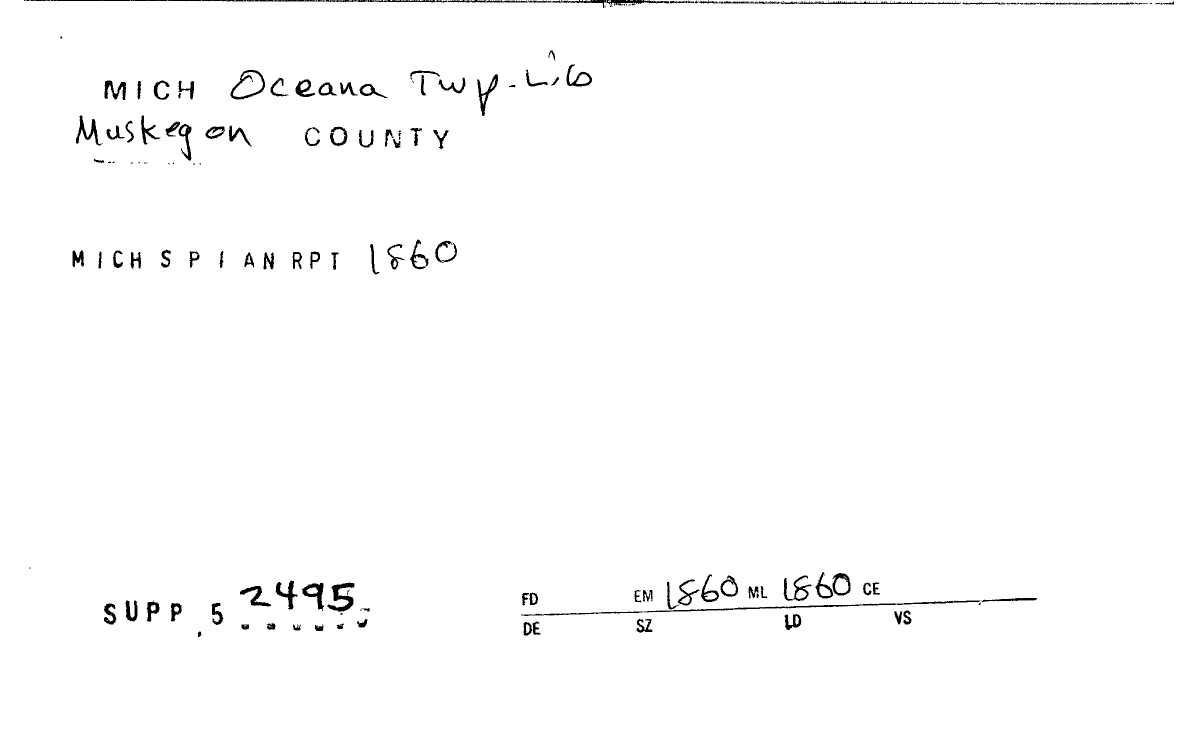 MICH Oceana Twp. Lib
Muskegon COUNTY
MICH S P I AN RPT 1860
SUPP 5 2495
FD EM 1860 ML 1860 CE
DE SZ LD VS